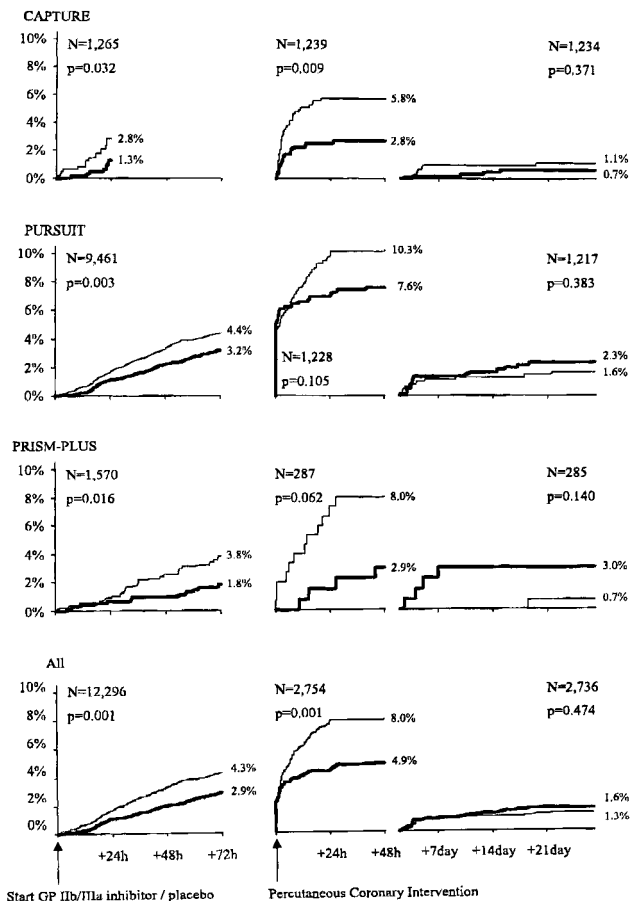 CAPTURE
10%
8%
6%
4%
2%
0%
N=1,265
p=0.032
2.8%
1.3%
N=1,239
p=0.009
5.8%
2.8%
N=1,234
p=0.371
1.1%
0.7%
PURSUIT
10%
8%
6%
4%
2%
0%
N=9,461
p=0.003
4.4%
3.2%
10.3%
7.6%
N=1,228
p=0.105
N=1,217
p=0.383
2.3%
1.6%
PRISM-PLUS
10%
8%
6%
4%
2%
0%
N=1,570
p=0.016
3.8%
1.8%
N=287
p=0.062
8.0%
2.9%
N=285
p=0.140
3.0%
0.7%
All
10%
8%
6%
4%
2%
0%
N=12,296
p=0.001
4.3%
2.9%
N=2,754
p=0.001
8.0%
4.9%
N=2,736
p=0.474
1.6%
1.3%
+24h +48h +72h +24h +48h +7day +14day +21day
Start GP IIb/IIIa inhibitor / placebo Percutaneous Coronary Intervention